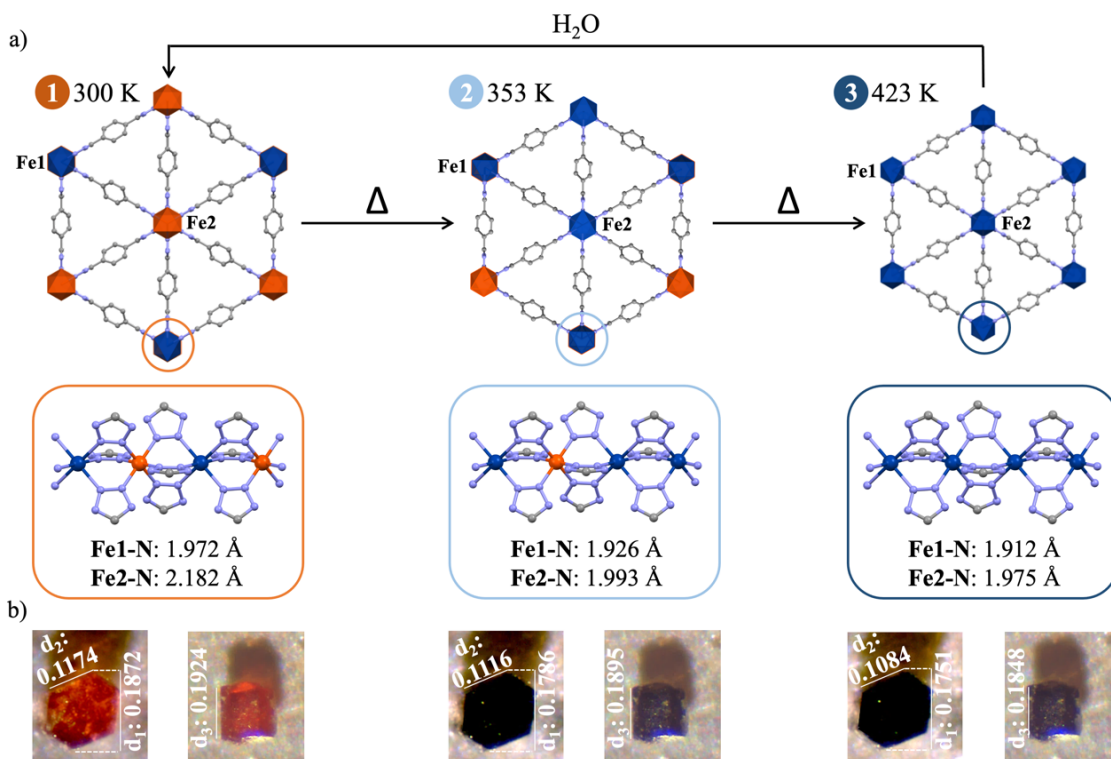 a)
H₂O
1 300 K
2 353 K
3 423 K
Fe1
Fe2
Δ
Fe1
Fe2
Δ
Fe1
Fe2
Fe1-N: 1.972 Å
Fe2-N: 2.182 Å
Fe1-N: 1.926 Å
Fe2-N: 1.993 Å
Fe1-N: 1.912 Å
Fe2-N: 1.975 Å
b)
d₂: 0.1174
d₁: 0.1872
d₃: 0.1924
d₂: 0.1116
d₁: 0.1786
d₃: 0.1895
d₂: 0.1084
d₁: 0.1751
d₃: 0.1848